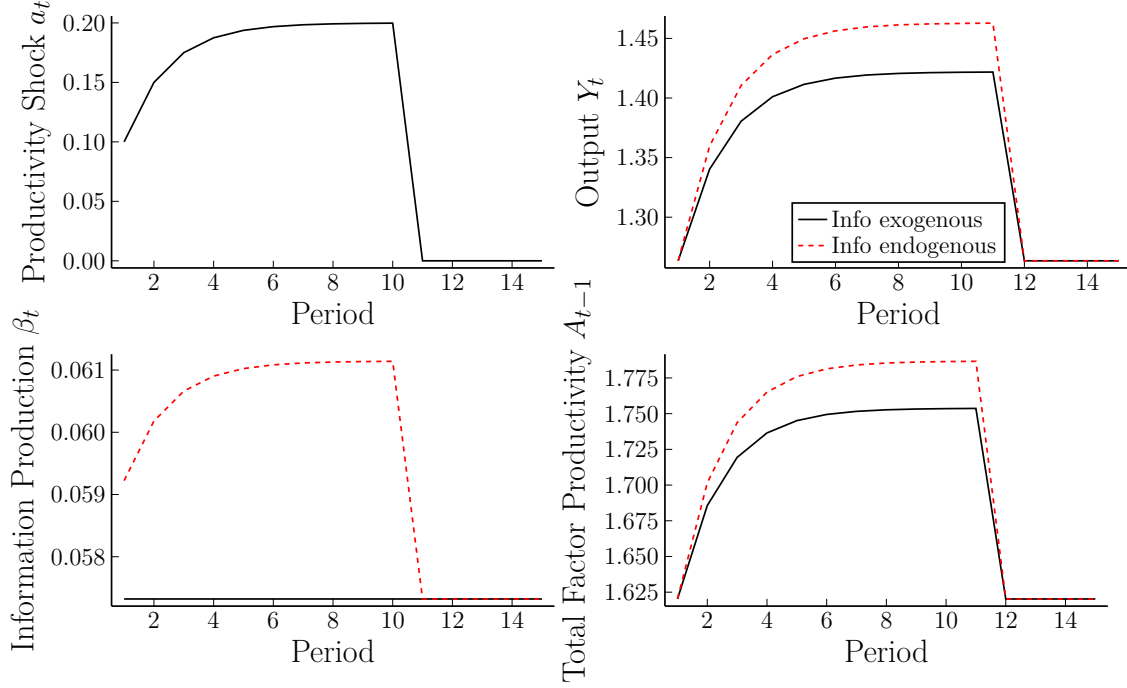 Productivity Shock a_t
0.20
0.15
0.10
0.05
0.00
2 4 6 8 10 12 14
Period
Output Y_t
1.45
1.40
1.35
1.30
Info exogenous
Info endogenous
2 4 6 8 10 12 14
Period
Information Production β_t
0.061
0.060
0.059
0.058
2 4 6 8 10 12 14
Period
Total Factor Productivity A_{t−1}
1.775
1.750
1.725
1.700
1.675
1.650
1.625
2 4 6 8 10 12 14
Period